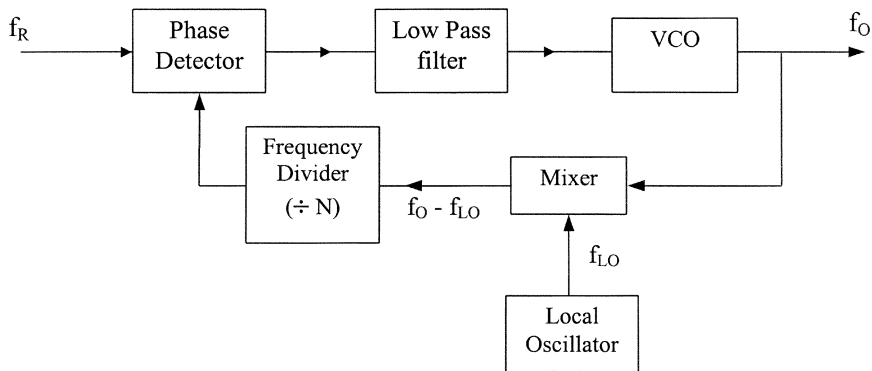 f_R
Phase
Detector
Low Pass
filter
VCO
f_O
Frequency
Divider
(÷ N)
f_O - f_LO
Mixer
f_LO
Local
Oscillator